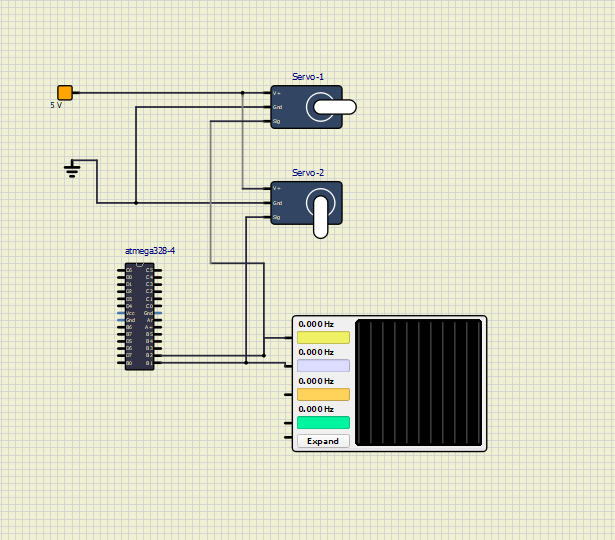 Servo-1
5 V
V+
Gnd
Sig
Servo-2
V+
Gnd
Sig
atmega328-4
C6 C5
D0 C4
D1 C3
D2 C2
D3 C1
D4 C0
Vcc Gnd
Gnd Ar
B6 A+
B7 B5
D5 B4
D6 B3
D7 B2
B0 B1
0.000 Hz
0.000 Hz
0.000 Hz
0.000 Hz
Expand